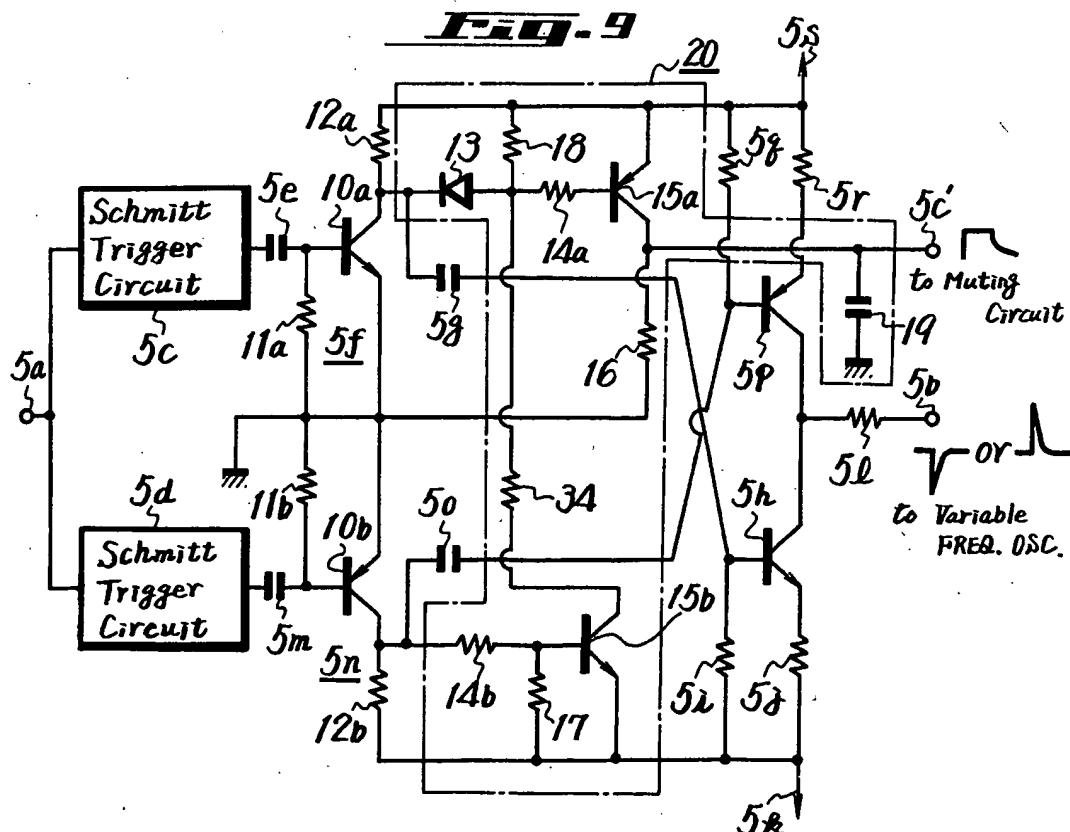 Fig. 9
20
5s
12a
13
18
5q
5r
15a
5c'
Schmitt
Trigger
Circuit
5e
10a
14a
to Muting
Circuit
5c
11a
5f
5g
16
5p
19
5a
5b
5l
or
to Variable
FREQ. OSC.
11b
34
5d
10b
5o
5h
Schmitt
Trigger
Circuit
5m
15b
5n
14b
17
5i
5j
12b
5k